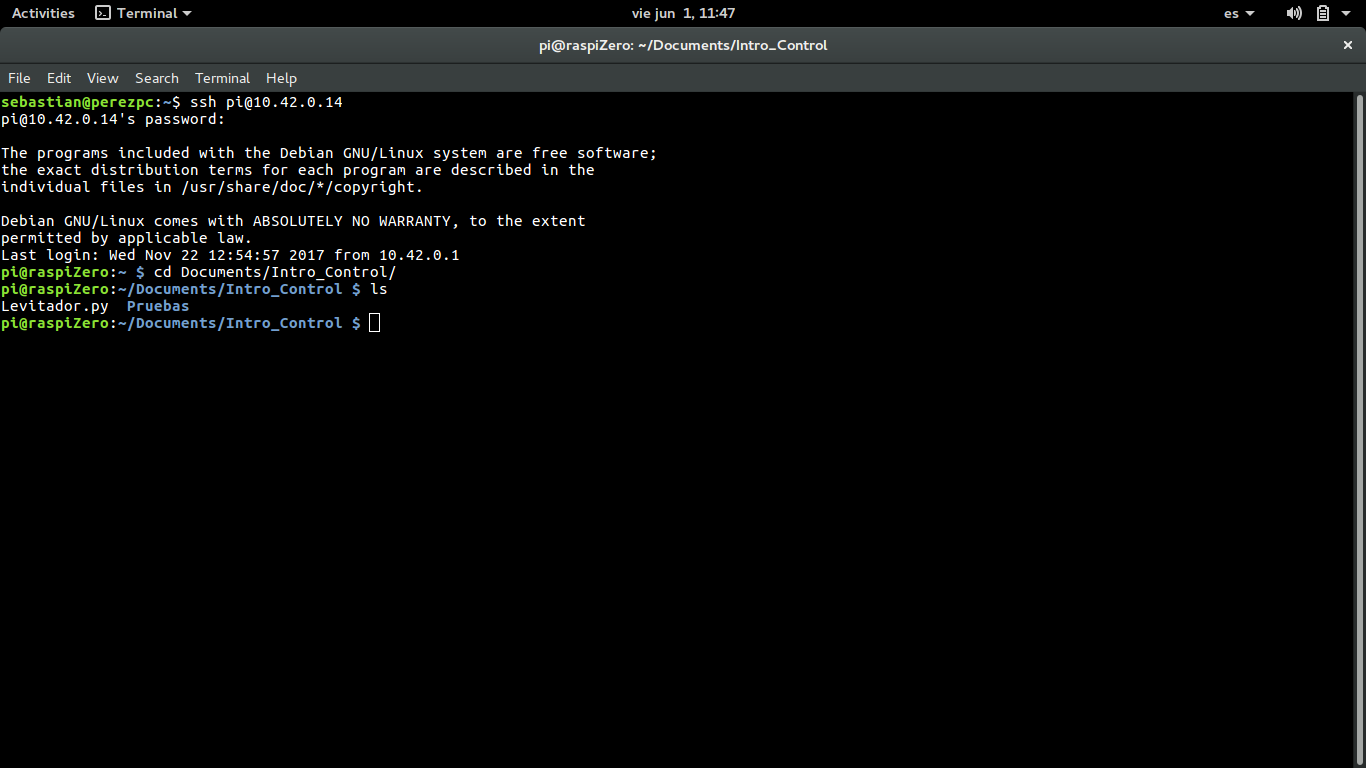 Activities Terminal vie jun 1, 11:47 es
pi@raspiZero: ~/Documents/Intro_Control
File Edit View Search Terminal Help
sebastian@perezpc:~$ ssh pi@10.42.0.14
pi@10.42.0.14's password:
The programs included with the Debian GNU/Linux system are free software;
the exact distribution terms for each program are described in the
individual files in /usr/share/doc/*/copyright.
Debian GNU/Linux comes with ABSOLUTELY NO WARRANTY, to the extent
permitted by applicable law.
Last login: Wed Nov 22 12:54:57 2017 from 10.42.0.1
pi@raspiZero:~ $ cd Documents/Intro_Control/
pi@raspiZero:~/Documents/Intro_Control $ ls
Levitador.py  Pruebas
pi@raspiZero:~/Documents/Intro_Control $